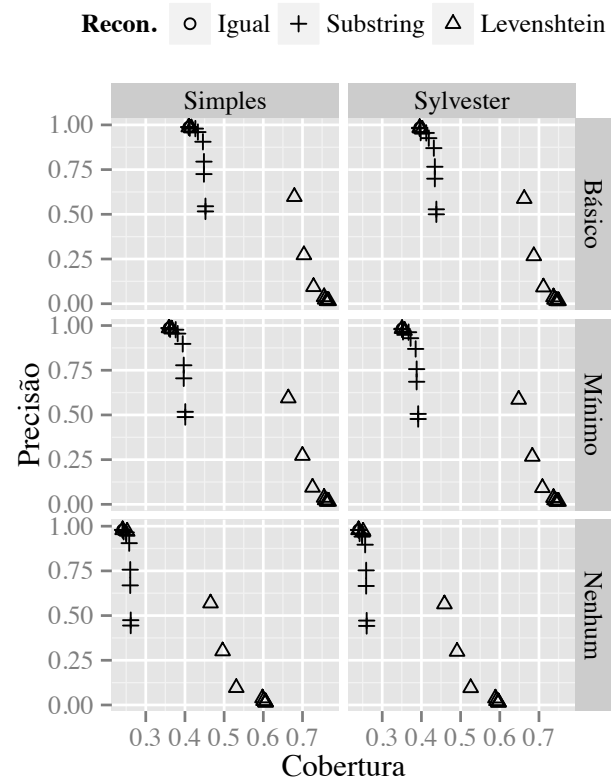 Recon. Igual Substring Levenshtein
Simples Sylvester
1.00
0.75
0.50
0.25
0.00
Básico
1.00
0.75
0.50
0.25
0.00
Mínimo
1.00
0.75
0.50
0.25
0.00
Nenhum
Precisão
0.3 0.4 0.5 0.6 0.7 0.3 0.4 0.5 0.6 0.7
Cobertura